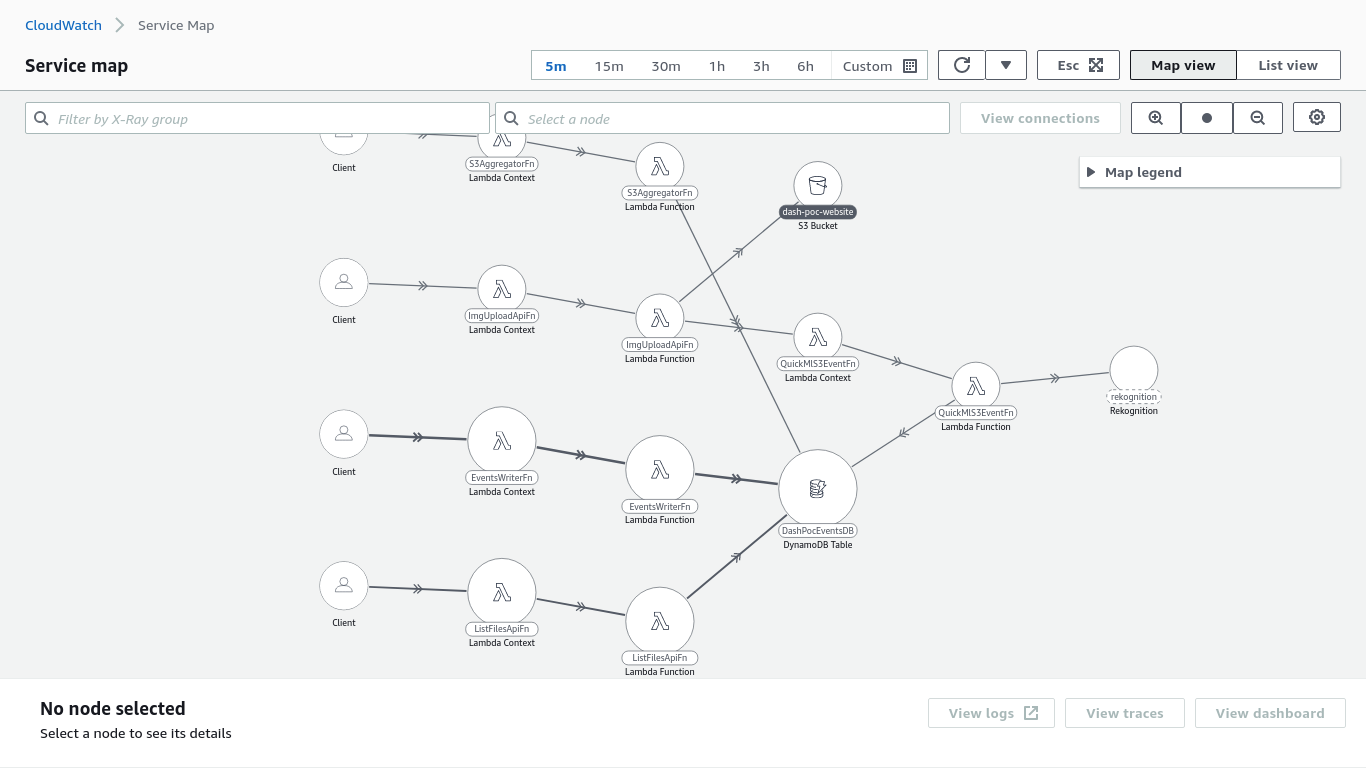 CloudWatch
Service Map
Service map
5m
15m
30m
1h
3h
6h
Custom
Esc
Map view
List view
Filter by X-Ray group
Select a node
View connections
Map legend
Client
S3AggregatorFn
Lambda Context
S3AggregatorFn
Lambda Function
dash-poc-website
S3 Bucket
Client
ImgUploadApiFn
Lambda Context
ImgUploadApiFn
Lambda Function
QuickMlS3EventFn
Lambda Context
QuickMlS3EventFn
Lambda Function
rekognition
Rekognition
Client
EventsWriterFn
Lambda Context
EventsWriterFn
Lambda Function
DashPocEventsDB
DynamoDB Table
Client
ListFilesApiFn
Lambda Context
ListFilesApiFn
Lambda Function
No node selected
Select a node to see its details
View logs
View traces
View dashboard